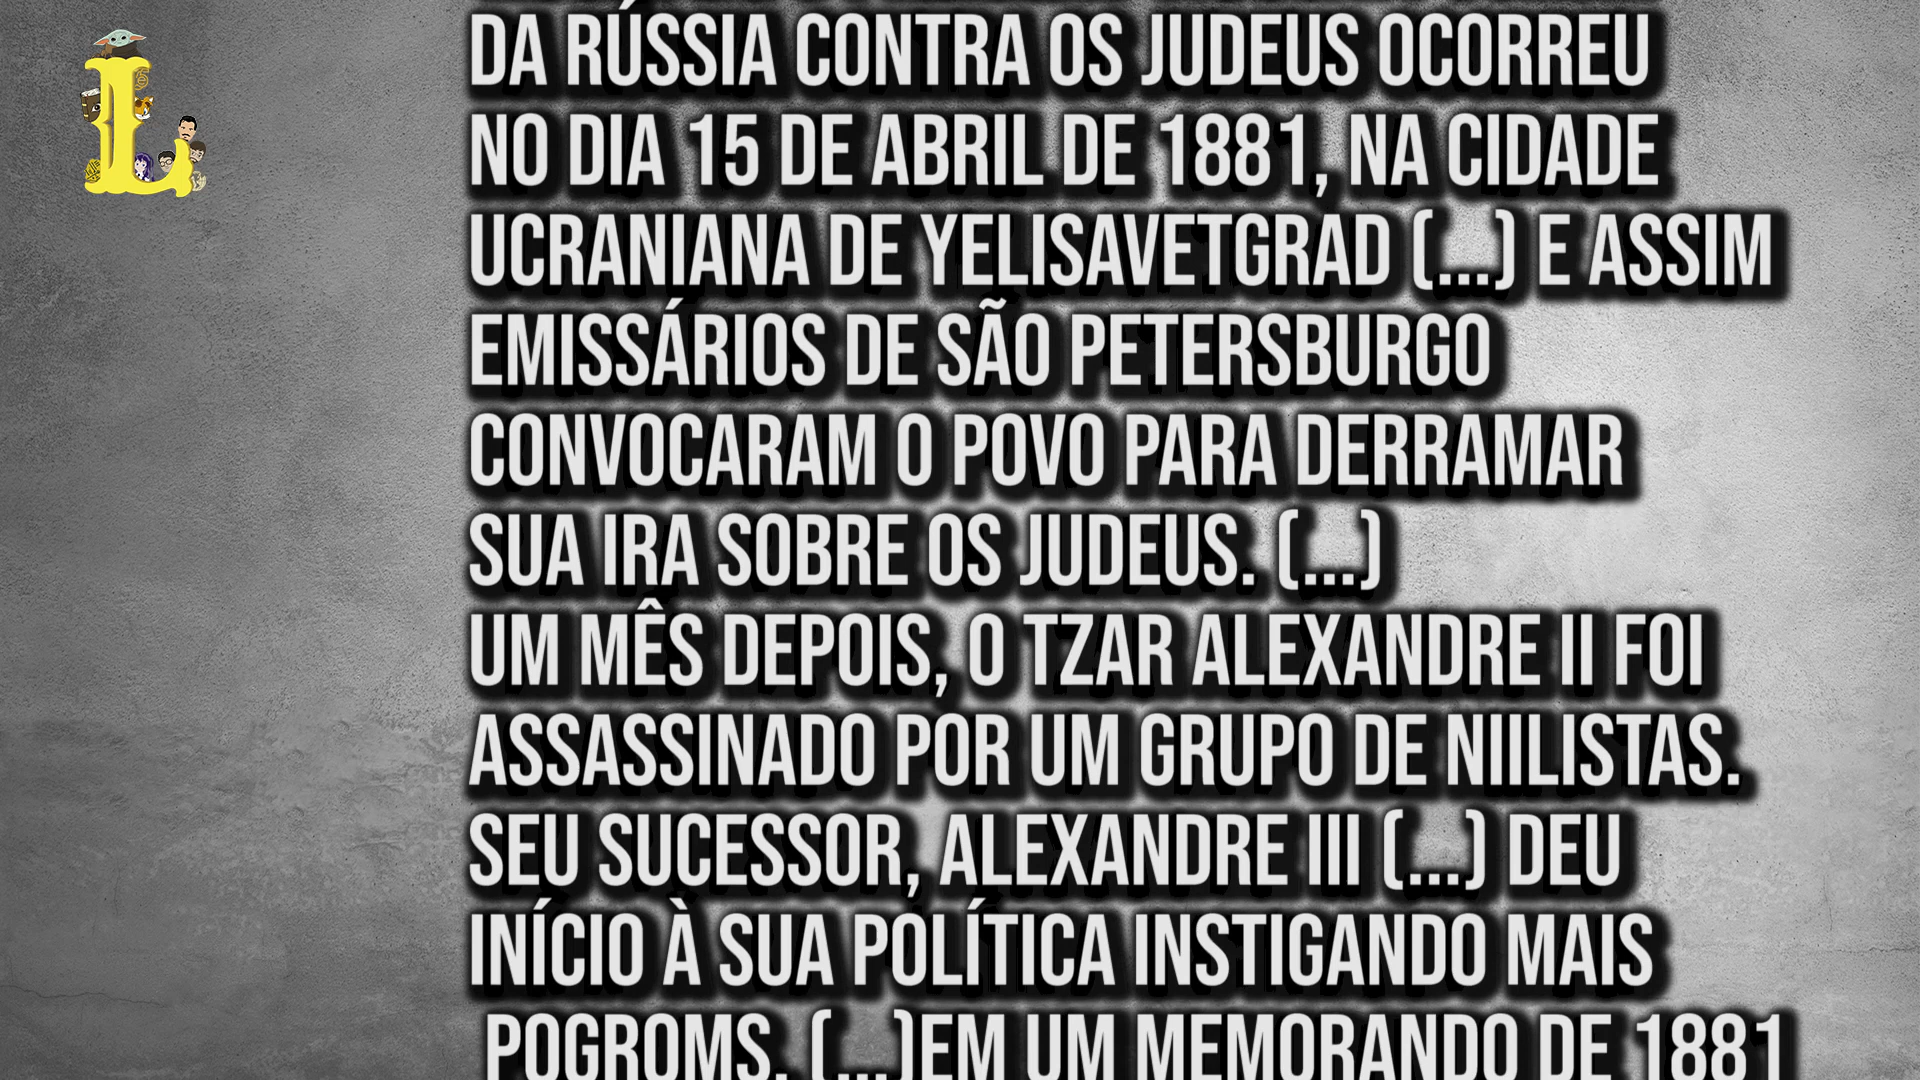 DA RÚSSIA CONTRA OS JUDEUS OCORREU
NO DIA 15 DE ABRIL DE 1881, NA CIDADE
UCRANIANA DE YELISAVETGRAD (...) E ASSIM
EMISSÁRIOS DE SÃO PETERSBURGO
CONVOCARAM O POVO PARA DERRAMAR
SUA IRA SOBRE OS JUDEUS. (...)
UM MÊS DEPOIS, O TZAR ALEXANDRE II FOI
ASSASSINADO POR UM GRUPO DE NIILISTAS.
SEU SUCESSOR, ALEXANDRE III (...) DEU
INÍCIO À SUA POLÍTICA INSTIGANDO MAIS
POGROMS. (...)EM UM MEMORANDO DE 1881
L